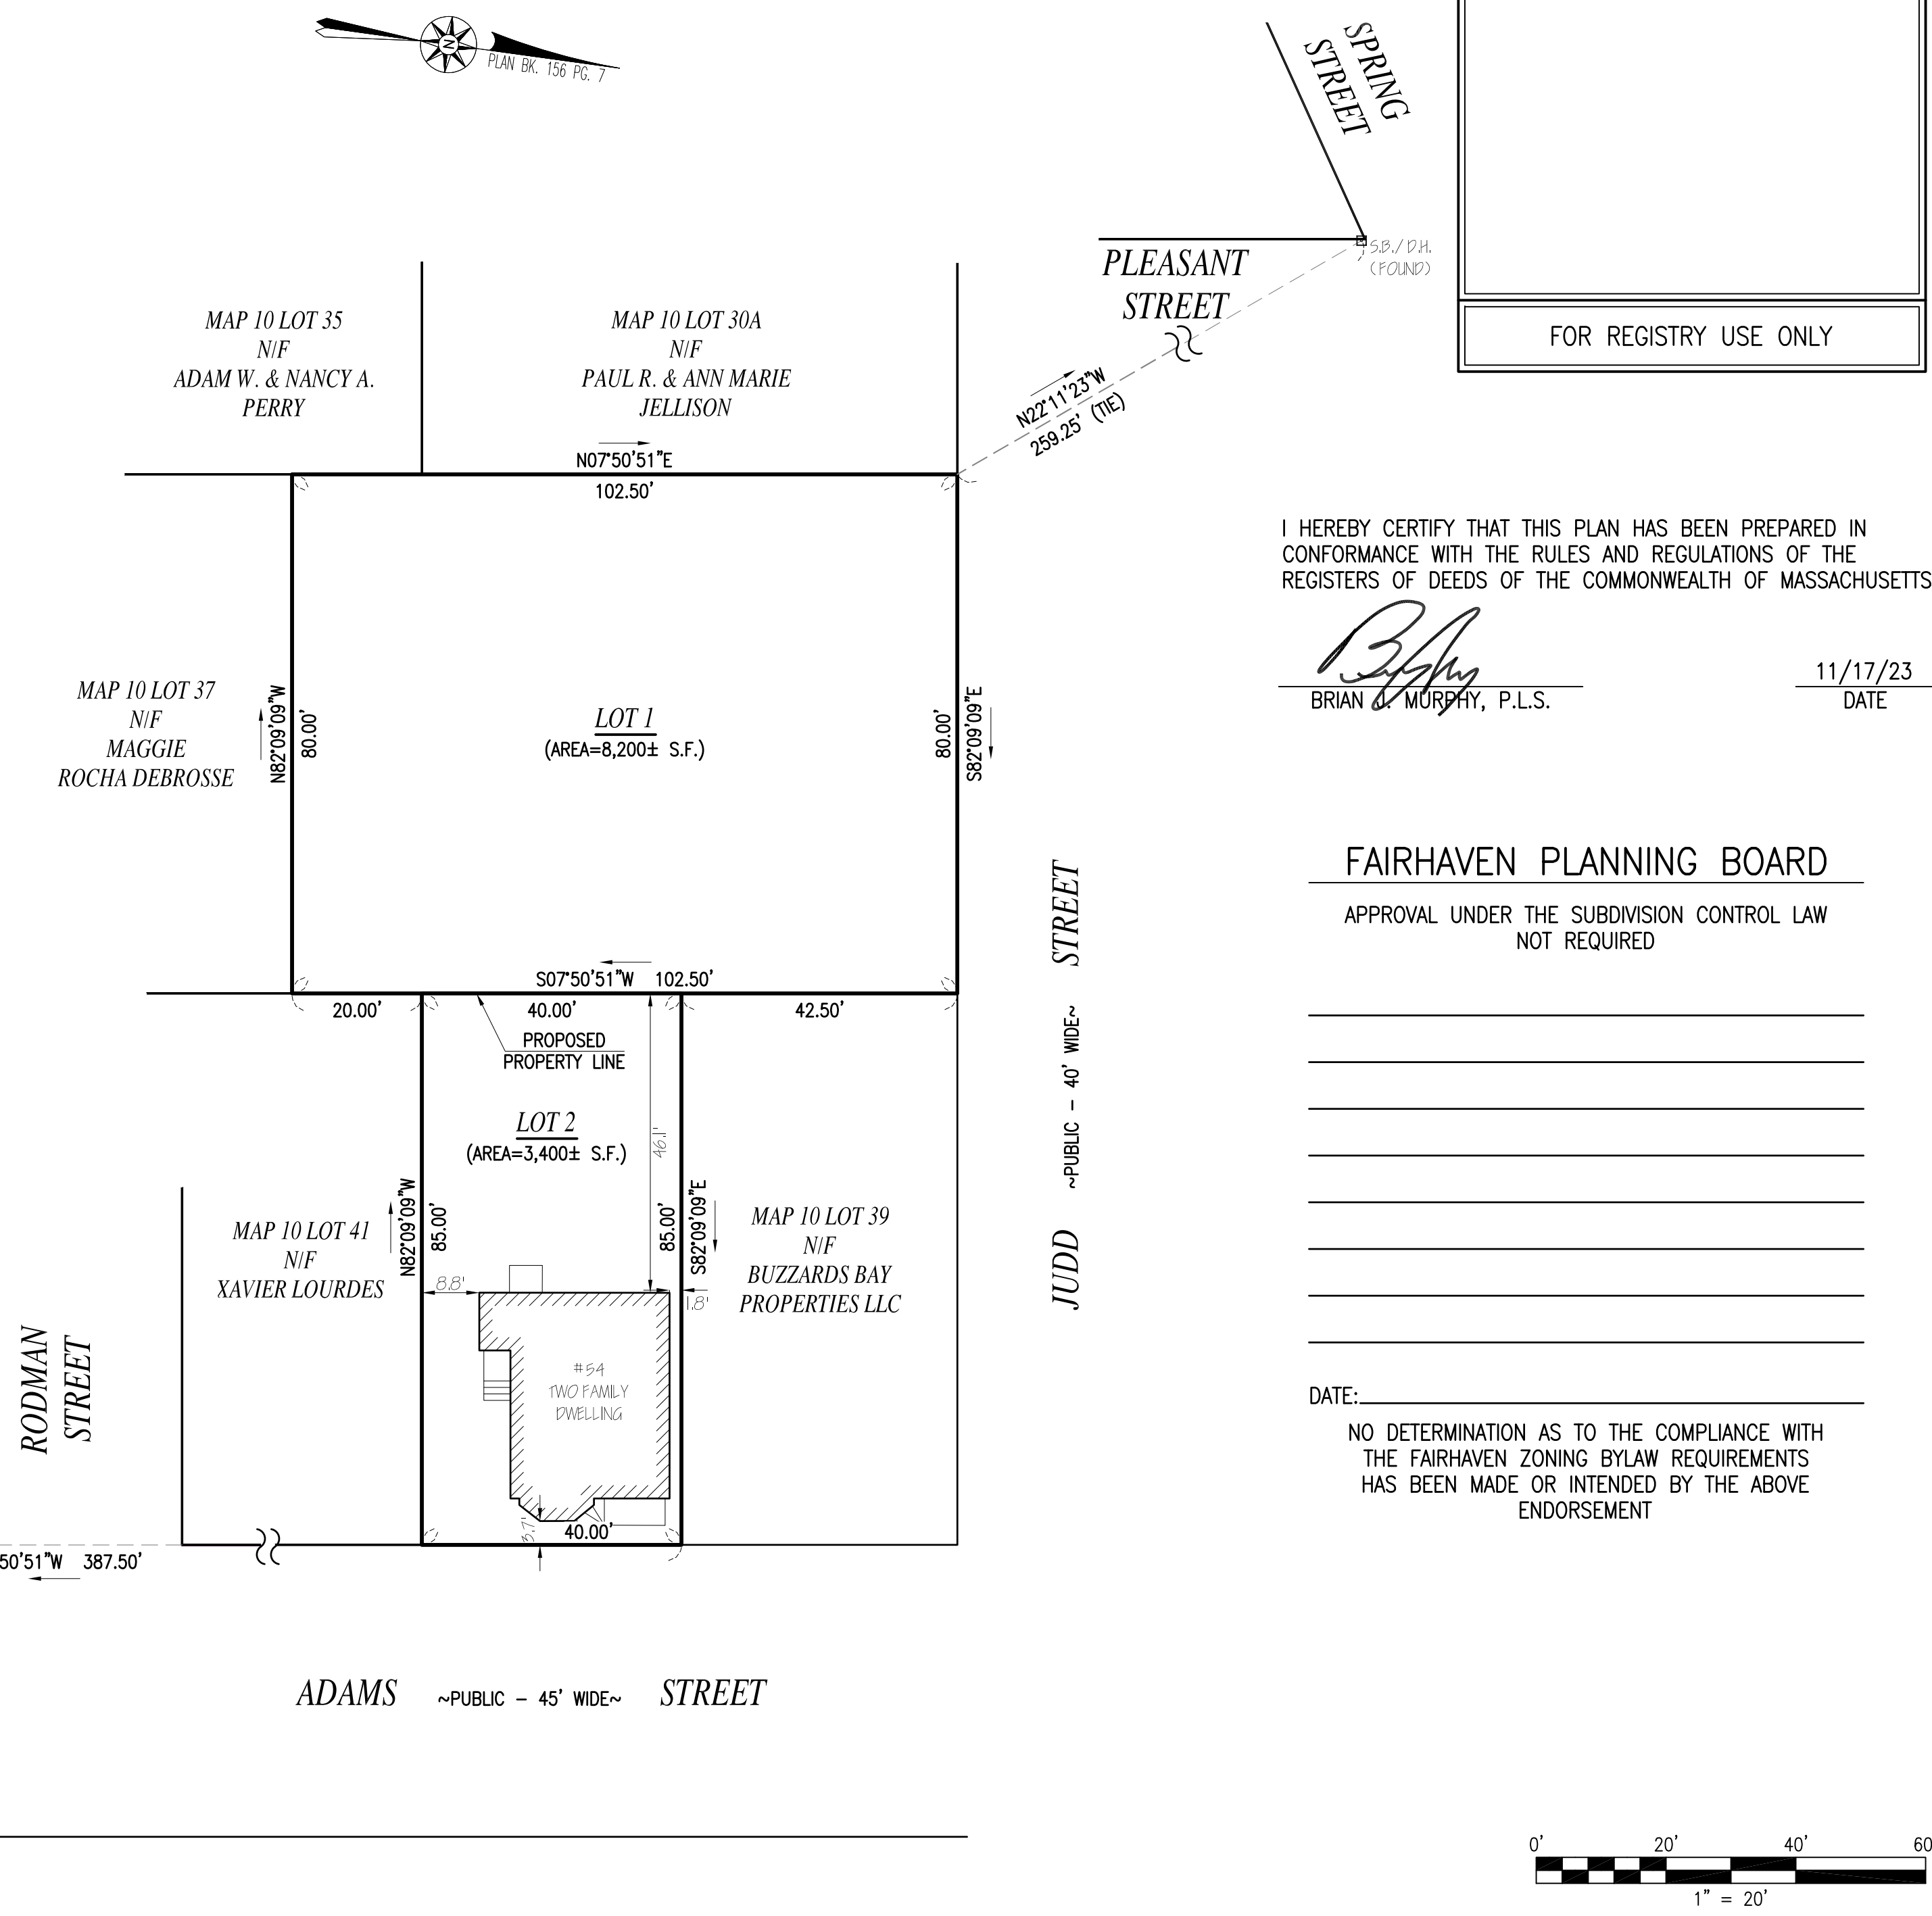 N
PLAN BK. 156 PG. 7
SPRING
STREET
PLEASANT
STREET
S.B./D.H.
(FOUND)
FOR REGISTRY USE ONLY
MAP 10 LOT 35
N/F
ADAM W. & NANCY A.
PERRY
MAP 10 LOT 30A
N/F
PAUL R. & ANN MARIE
JELLISON
N22°11'23"W
259.25' (TIE)
N07°50'51"E
102.50'
I HEREBY CERTIFY THAT THIS PLAN HAS BEEN PREPARED IN
CONFORMANCE WITH THE RULES AND REGULATIONS OF THE
REGISTERS OF DEEDS OF THE COMMONWEALTH OF MASSACHUSETTS
BRIAN J. MURPHY, P.L.S.
11/17/23
DATE
MAP 10 LOT 37
N/F
MAGGIE
ROCHA DEBROSSE
N82°09'09"W
80.00'
LOT 1
(AREA=8,200± S.F.)
80.00'
S82°09'09"E
FAIRHAVEN PLANNING BOARD
APPROVAL UNDER THE SUBDIVISION CONTROL LAW
NOT REQUIRED
S07°50'51"W 102.50'
20.00'
40.00'
42.50'
PROPOSED
PROPERTY LINE
JUDD ~PUBLIC - 40' WIDE~ STREET
LOT 2
(AREA=3,400± S.F.)
46.1'
N82°09'09"W
85.00'
85.00'
S82°09'09"E
MAP 10 LOT 41
N/F
XAVIER LOURDES
MAP 10 LOT 39
N/F
BUZZARDS BAY
PROPERTIES LLC
8.8'
1.8'
#54
TWO FAMILY
DWELLING
3.7'
40.00'
RODMAN
STREET
50'51"W 387.50'
DATE:
NO DETERMINATION AS TO THE COMPLIANCE WITH
THE FAIRHAVEN ZONING BYLAW REQUIREMENTS
HAS BEEN MADE OR INTENDED BY THE ABOVE
ENDORSEMENT
ADAMS ~PUBLIC - 45' WIDE~ STREET
0' 20' 40' 60
1" = 20'